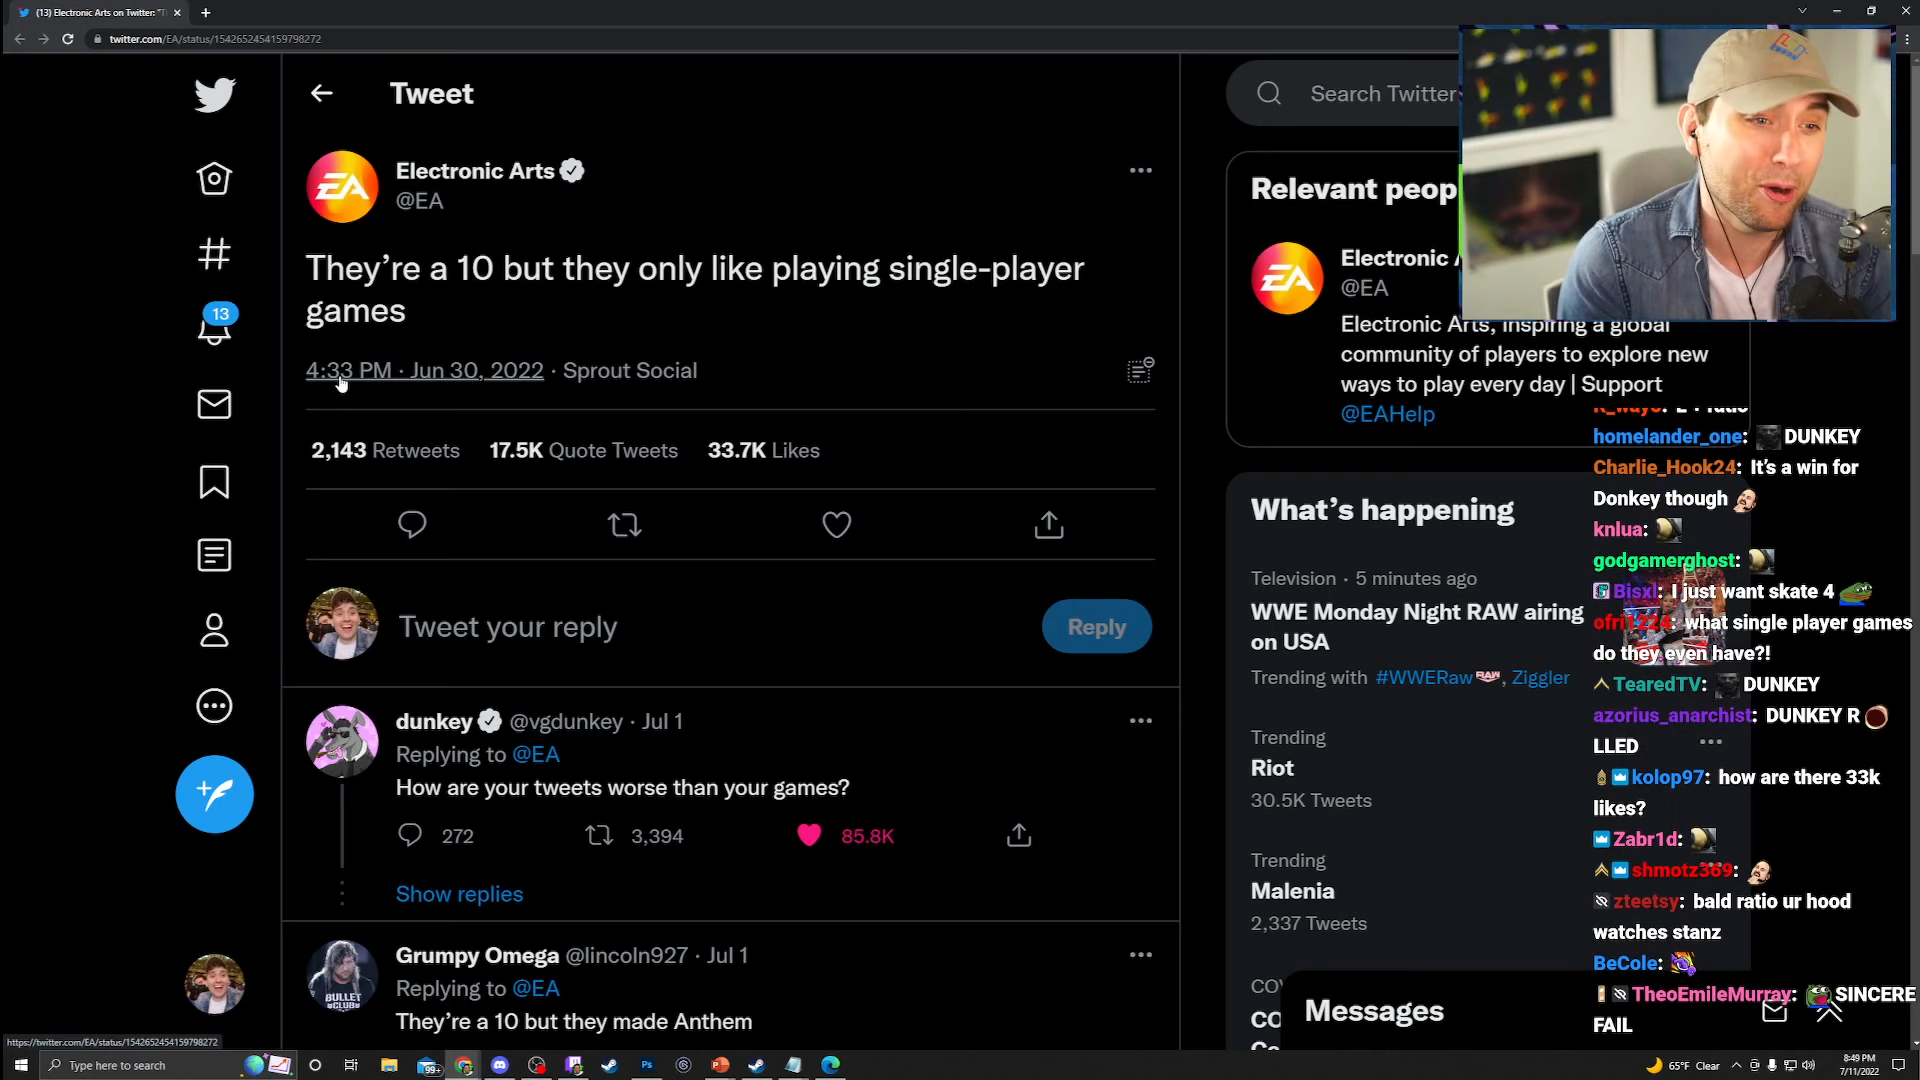 (13) Electronic Arts on Twitter: "T
twitter.com/EA/status/1542652454159798272
Tweet
Search Twitter
EA
Electronic Arts
@EA
They're a 10 but they only like playing single-player
games
4:33 PM · Jun 30, 2022 · Sprout Social
2,143 Retweets 17.5K Quote Tweets 33.7K Likes
13
Tweet your reply
Reply
dunkey @vgdunkey · Jul 1
Replying to @EA
How are your tweets worse than your games?
272 3,394 85.8K
Show replies
Grumpy Omega @lincoln927 · Jul 1
Replying to @EA
They're a 10 but they made Anthem
BULLET
CLUB
Relevant peop
EA
Electronic A
@EA
Electronic Arts, inspiring a global
community of players to explore new
ways to play every day | Support
@EAHelp
What's happening
Television · 5 minutes ago
WWE Monday Night RAW airing
on USA
Trending with #WWERaw RAW, Ziggler
Trending
Riot
30.5K Tweets
Trending
Malenia
2,337 Tweets
Messages
homelander_one: DUNKEY
Charlie_Hook24: It's a win for
Donkey though
knlua:
godgamerghost:
Bisxl: I just want skate 4
ofri1224: what single player games
do they even have?!
TearedTV: DUNKEY
azorius_anarchist: DUNKEY R
LLED
kolop97: how are there 33k
likes?
Zabr1d:
shmotz369:
zteetsy: bald ratio ur hood
watches stanz
BeCole:
TheoEmileMurray: SINCERE
FAIL
https://twitter.com/EA/status/1542652454159798272
Type here to search
99+
Ps
65°F Clear
8:49 PM
7/11/2022